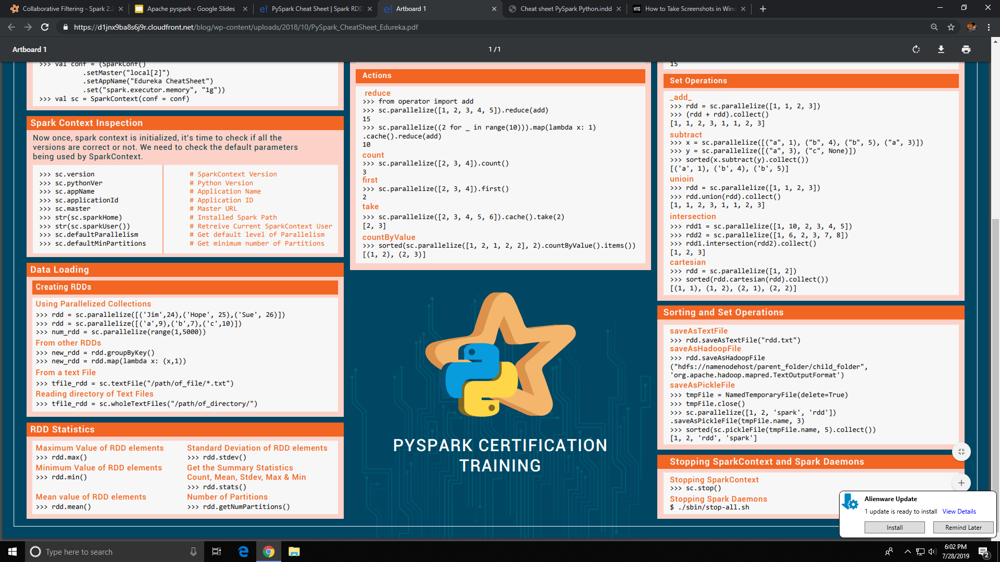 Collaborative Filtering - Spark 2.2
Apache pyspark - Google Slides
PySpark Cheat Sheet | Spark RDD
Artboard 1
Cheat sheet PySpark Python.indd
HTG
How to Take Screenshots in Win
https://d1jnx9ba8s6j9r.cloudfront.net/blog/wp-content/uploads/2018/10/PySpark_CheatSheet_Edureka.pdf
Artboard 1
1 / 1
>>> val conf = (SparkConf()
.setMaster("local[2]")
.setAppName("Edureka CheatSheet")
.set("spark.executor.memory", "1g"))
>>> val sc = SparkContext(conf = conf)
Spark Context Inspection
Now once, spark context is initialized, it's time to check if all the
versions are correct or not. We need to check the default parameters
being used by SparkContext.
>>> sc.version # SparkContext Version
>>> sc.pythonVer # Python Version
>>> sc.appName # Application Name
>>> sc.applicationId # Application ID
>>> sc.master # Master URL
>>> str(sc.sparkHome) # Installed Spark Path
>>> str(sc.sparkUser()) # Retreive Current SparkContext User
>>> sc.defaultParallelism # Get default level of Parallelism
>>> sc.defaultMinPartitions # Get minimum number of Partitions
Data Loading
Creating RDDs
Using Parallelized Collections
>>> rdd = sc.parallelize([('Jim',24),('Hope', 25),('Sue', 26)])
>>> rdd = sc.parallelize([('a',9),('b',7),('c',10)])
>>> num_rdd = sc.parallelize(range(1,5000))
From other RDDs
>>> new_rdd = rdd.groupByKey()
>>> new_rdd = rdd.map(lambda x: (x,1))
From a text File
>>> tfile_rdd = sc.textFile("/path/of_file/*.txt")
Reading directory of Text Files
>>> tfile_rdd = sc.wholeTextFiles("/path/of_directory/")
RDD Statistics
Maximum Value of RDD elements
>>> rdd.max()
Minimum Value of RDD elements
>>> rdd.min()
Mean value of RDD elements
>>> rdd.mean()
Standard Deviation of RDD elements
>>> rdd.stdev()
Get the Summary Statistics
Count, Mean, Stdev, Max & Min
>>> rdd.stats()
Number of Partitions
>>> rdd.getNumPartitions()
Actions
reduce
>>> from operator import add
>>> sc.parallelize([1, 2, 3, 4, 5]).reduce(add)
15
>>> sc.parallelize((2 for _ in range(10))).map(lambda x: 1)
.cache().reduce(add)
10
count
>>> sc.parallelize([2, 3, 4]).count()
3
first
>>> sc.parallelize([2, 3, 4]).first()
2
take
>>> sc.parallelize([2, 3, 4, 5, 6]).cache().take(2)
[2, 3]
countByValue
>>> sorted(sc.parallelize([1, 2, 1, 2, 2], 2).countByValue().items())
[(1, 2), (2, 3)]
PYSPARK CERTIFICATION
TRAINING
15
Set Operations
_add_
>>> rdd = sc.parallelize([1, 1, 2, 3])
>>> (rdd + rdd).collect()
[1, 1, 2, 3, 1, 1, 2, 3]
subtract
>>> x = sc.parallelize([("a", 1), ("b", 4), ("b", 5), ("a", 3)])
>>> y = sc.parallelize([("a", 3), ("c", None)])
>>> sorted(x.subtract(y).collect())
[('a', 1), ('b', 4), ('b', 5)]
unioin
>>> rdd = sc.parallelize([1, 1, 2, 3])
>>> rdd.union(rdd).collect()
[1, 1, 2, 3, 1, 1, 2, 3]
intersection
>>> rdd1 = sc.parallelize([1, 10, 2, 3, 4, 5])
>>> rdd2 = sc.parallelize([1, 6, 2, 3, 7, 8])
>>> rdd1.intersection(rdd2).collect()
[1, 2, 3]
cartesian
>>> rdd = sc.parallelize([1, 2])
>>> sorted(rdd.cartesian(rdd).collect())
[(1, 1), (1, 2), (2, 1), (2, 2)]
Sorting and Set Operations
saveAsTextFile
>>> rdd.saveAsTextFile("rdd.txt")
saveAsHadoopFile
>>> rdd.saveAsHadoopFile
("hdfs://namenodehost/parent_folder/child_folder",
'org.apache.hadoop.mapred.TextOutputFormat')
saveAsPickleFile
>>> tmpFile = NamedTemporaryFile(delete=True)
>>> tmpFile.close()
>>> sc.parallelize([1, 2, 'spark', 'rdd'])
.saveAsPickleFile(tmpFile.name, 3)
>>> sorted(sc.pickleFile(tmpFile.name, 5).collect())
[1, 2, 'rdd', 'spark']
Stopping SparkContext and Spark Daemons
Stopping SparkContext
>>> sc.stop()
Stopping Spark Daemons
$ ./sbin/stop-all.sh
Alienware Update
1 update is ready to install View Details
Install
Remind Later
Type here to search
6:02 PM
7/28/2019
2